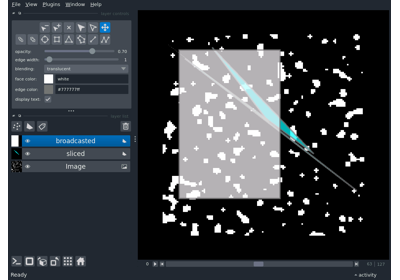 File View Plugins Window Help
opacity: 0.70
edge width: 1
blending: translucent
face color: white
edge color: #777777ff
display text: ✓
broadcasted
sliced
Image
Ready
activity